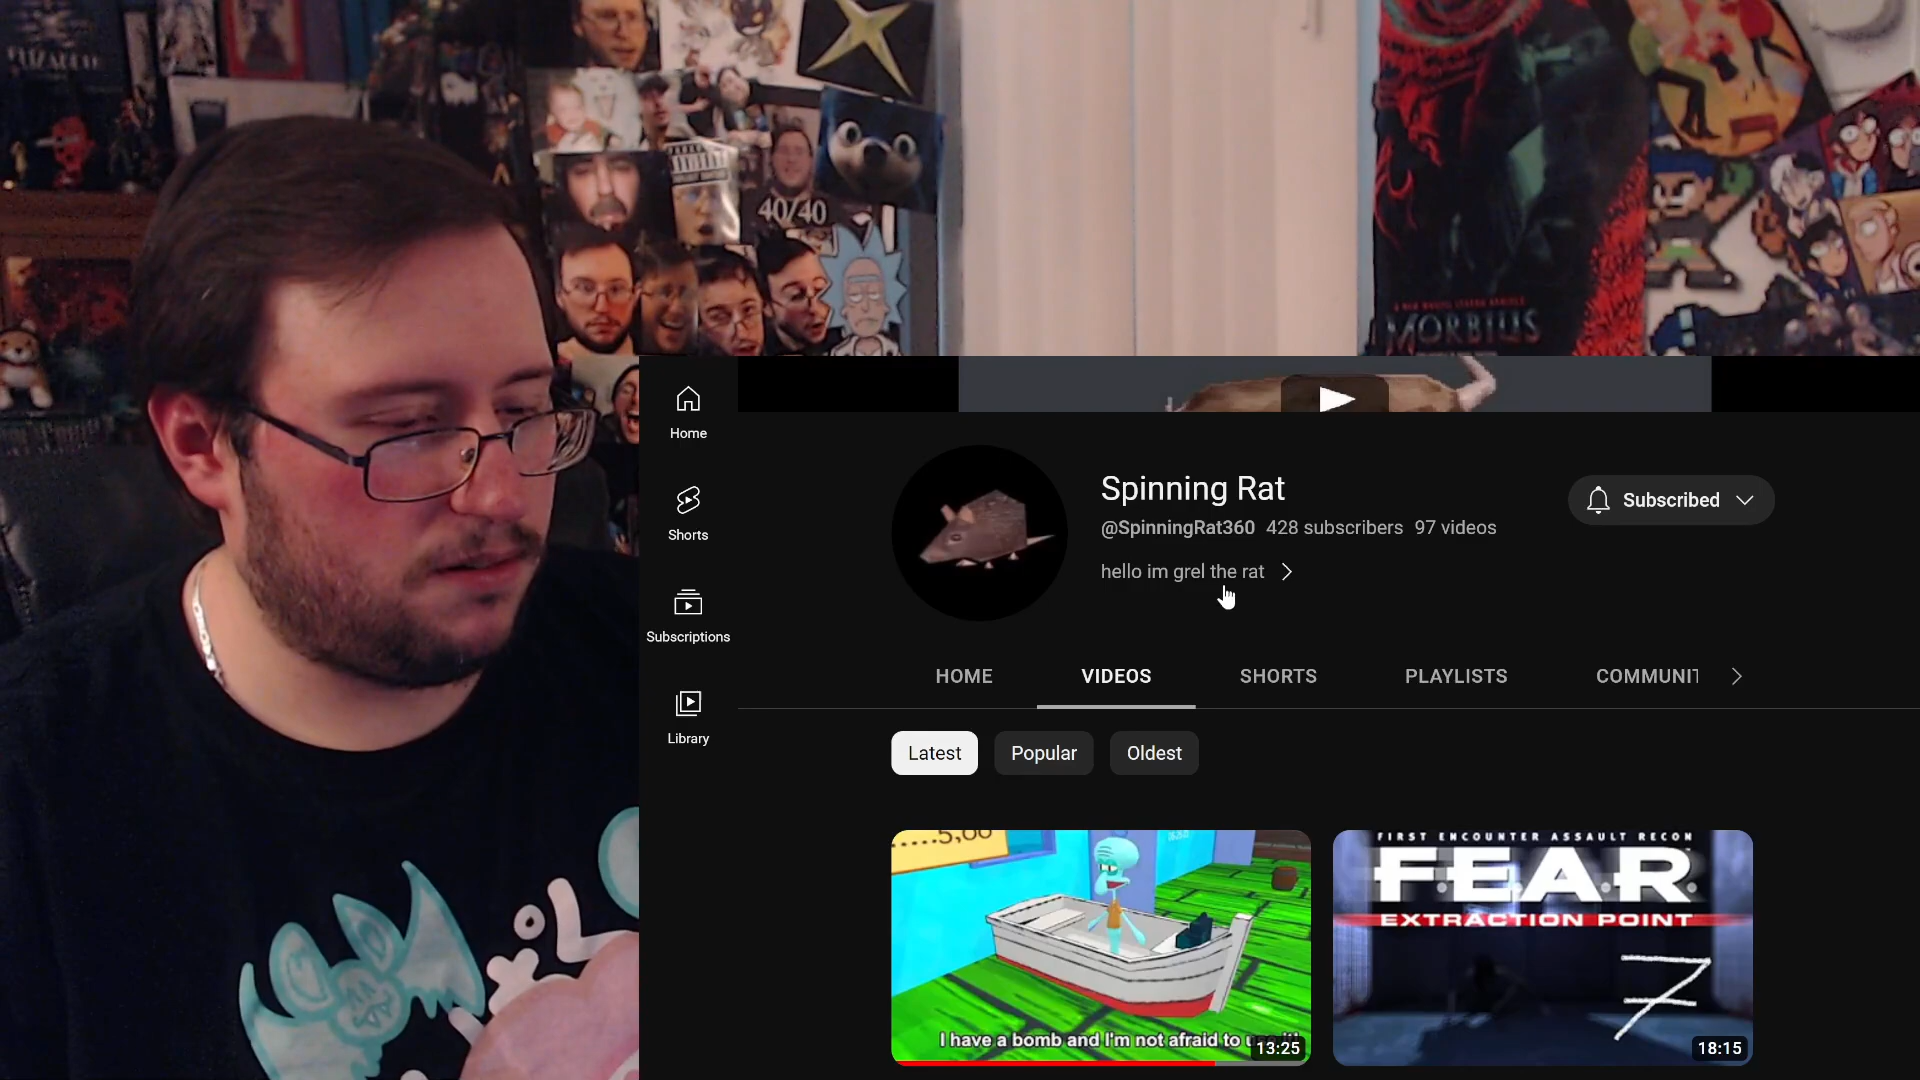 40/40
MORBIUS
Home
Shorts
Subscriptions
Library
Spinning Rat
@SpinningRat360 428 subscribers 97 videos
hello im grel the rat
Subscribed
HOME
VIDEOS
SHORTS
PLAYLISTS
COMMUNIT
Latest
Popular
Oldest
.....5,00
I have a bomb and I'm not afraid to
13:25
FIRST ENCOUNTER ASSAULT RECON
F.E.A.R.
EXTRACTION POINT
7
18:15